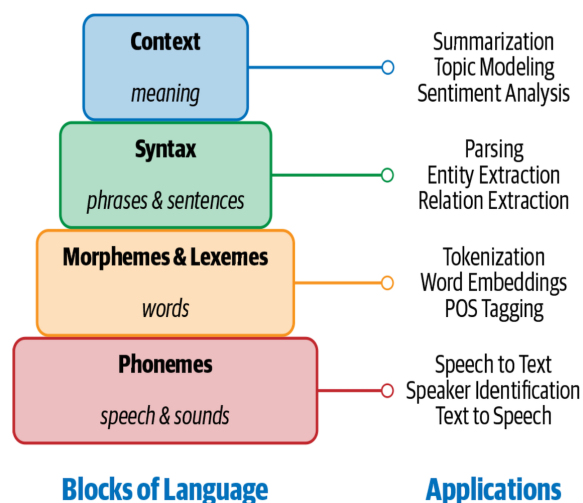 Context
meaning
Summarization
Topic Modeling
Sentiment Analysis
Syntax
phrases & sentences
Parsing
Entity Extraction
Relation Extraction
Morphemes & Lexemes
words
Tokenization
Word Embeddings
POS Tagging
Phonemes
speech & sounds
Speech to Text
Speaker Identification
Text to Speech
Blocks of Language
Applications